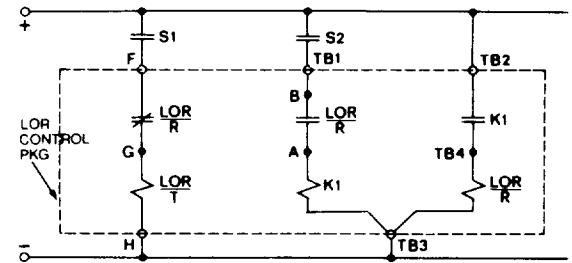 +
S1
S2
F
TB1
TB2
B
LOR
R
LOR
R
K1
LOR
CONTROL
PKG
G
A
TB4
LOR
T
K1
LOR
R
H
TB3
−